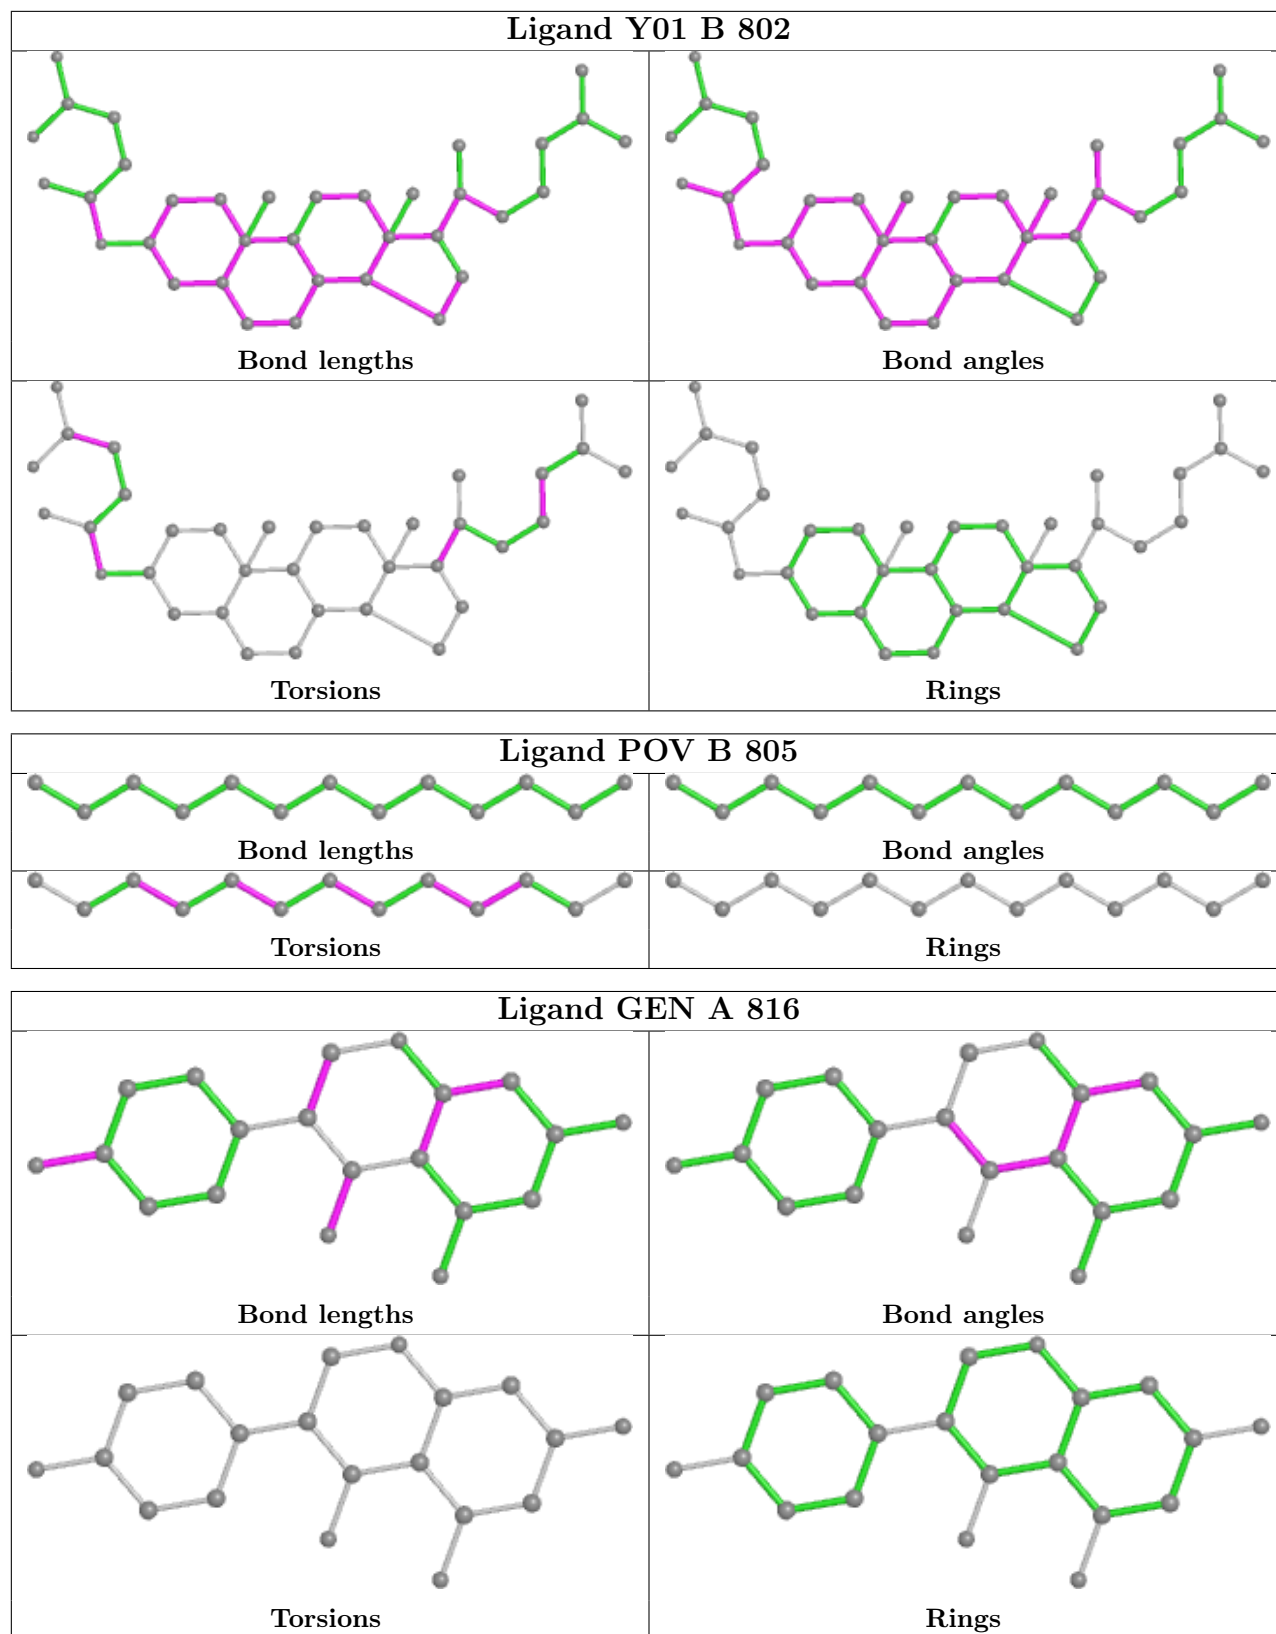 Ligand Y01 B 802
Bond lengths
Bond angles
Torsions
Rings
Ligand POV B 805
Bond lengths
Bond angles
Torsions
Rings
Ligand GEN A 816
Bond lengths
Bond angles
Torsions
Rings